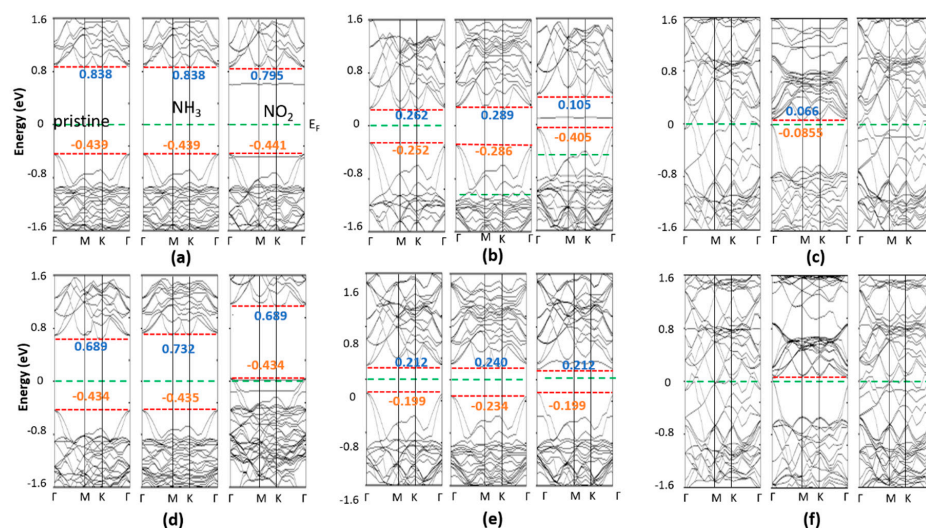 1.6
0.8
0
-0.8
-1.6
Energy (eV)
0.838
pristine
-0.439
Γ M K Γ
0.838
NH3
-0.439
Γ M K Γ
0.795
NO2
EF
-0.441
Γ M K Γ
(a)
1.6
0.8
0
-0.8
-1.6
0.262
-0.252
Γ M K Γ
0.289
-0.286
Γ M K Γ
0.105
-0.405
Γ M K Γ
(b)
1.6
0.8
0
-0.8
-1.6
Γ M K Γ
0.066
-0.0855
Γ M K Γ
Γ M K Γ
(c)
1.6
0.8
0
-0.8
-1.6
Energy (eV)
0.689
-0.434
Γ M K Γ
0.732
-0.435
Γ M K Γ
0.689
-0.434
Γ M K Γ
(d)
1.6
0.8
0
-0.8
-1.6
0.212
-0.199
Γ M K Γ
0.240
-0.234
Γ M K Γ
0.212
-0.199
Γ M K Γ
(e)
1.6
0.8
0
-0.8
-1.6
Γ M K Γ
Γ M K Γ
Γ M K Γ
(f)